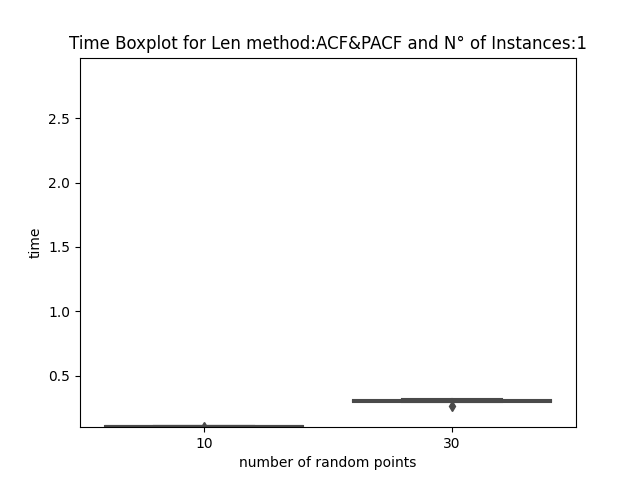 Time Boxplot for Len method:ACF&PACF and N° of Instances:1
2.5
2.0
1.5
1.0
0.5
time
10
30
number of random points